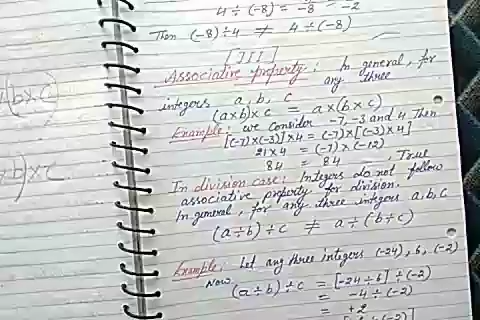 4 ÷ (-8) = -8 -2
Then (-8) ÷ 4 ≠ 4 ÷ (-8)
[III]
Associative property: In general, for
any three
integers a, b, c
(a×b)×c = a×(b×c)
Example: we consider -7, -3 and 4 Then
[(-7)×(-3)]×4 = (-7)×[(-3)×4]
21×4 = (-7)×(-12)
84 = 84. True
In division case: Integers do not follow
associative property for division.
In general, for any three integers a, b, c
(a÷b)÷c ≠ a÷(b÷c)
Example: Let any three integers (-24), 6, (-2)
Now, (a÷b)÷c = [-24÷6]÷(-2)
= -4÷(-2)
= +2
(b×c)
b)×c